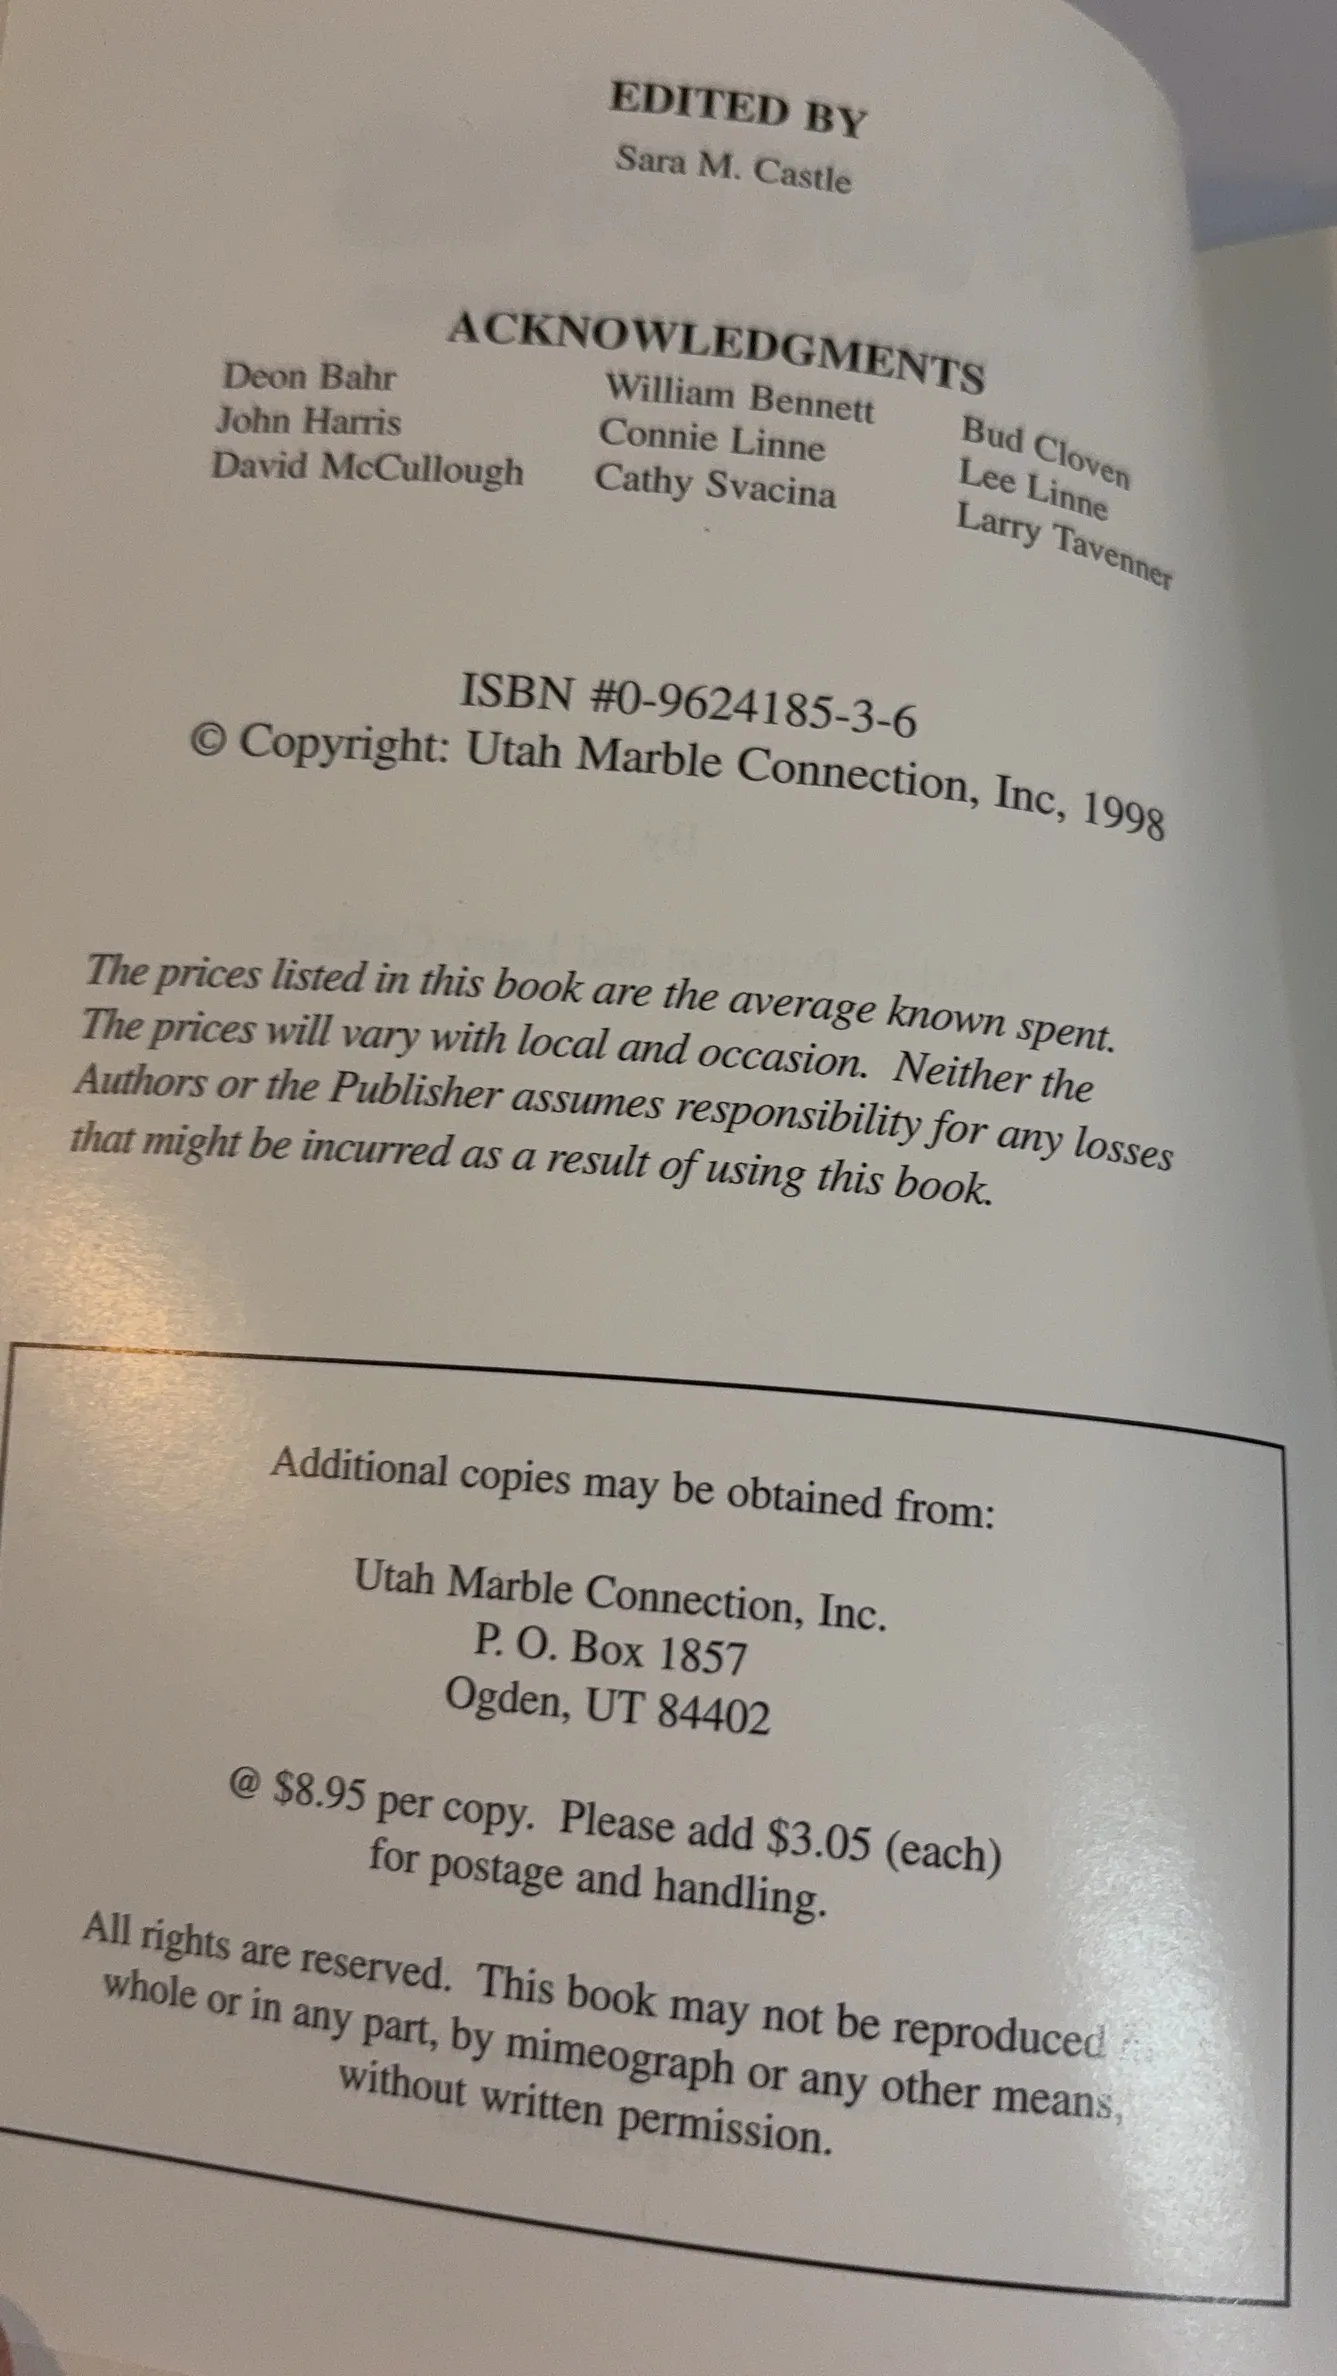 EDITED BY
Sara M. Castle
ACKNOWLEDGMENTS
Deon Bahr William Bennett Bud Cloven
John Harris Connie Linne Lee Linne
David McCullough Cathy Svacina Larry Tavenner
ISBN #0-9624185-3-6
© Copyright: Utah Marble Connection, Inc, 1998
The prices listed in this book are the average known spent.
The prices will vary with local and occasion. Neither the
Authors or the Publisher assumes responsibility for any losses
that might be incurred as a result of using this book.
Additional copies may be obtained from:
Utah Marble Connection, Inc.
P. O. Box 1857
Ogden, UT 84402
@ $8.95 per copy. Please add $3.05 (each)
for postage and handling.
All rights are reserved. This book may not be reproduced
whole or in any part, by mimeograph or any other means,
without written permission.